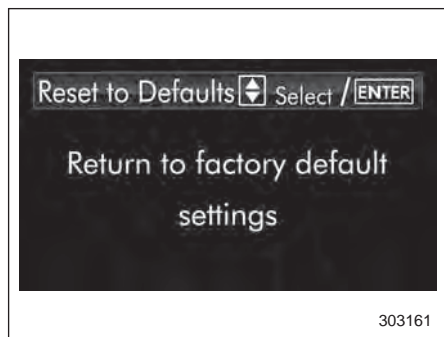 Reset to Defaults Select / ENTER
Return to factory default
settings
303161